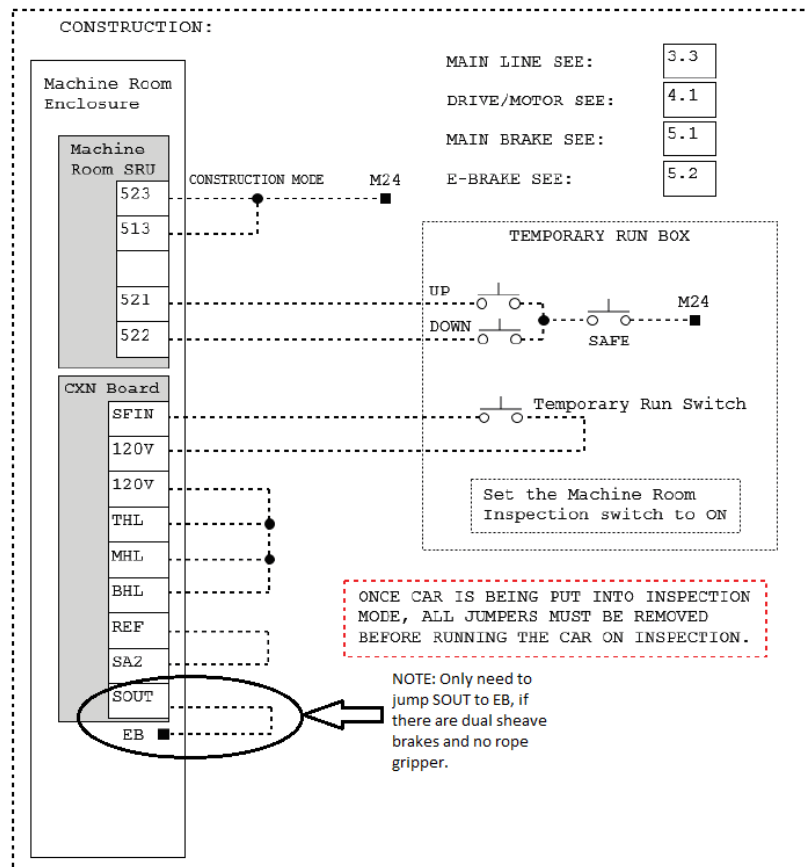 CONSTRUCTION:
MAIN LINE SEE: 3.3
DRIVE/MOTOR SEE: 4.1
MAIN BRAKE SEE: 5.1
E-BRAKE SEE: 5.2
Machine Room
Enclosure
Machine
Room SRU
523
CONSTRUCTION MODE
M24
513
521
522
TEMPORARY RUN BOX
UP
DOWN
SAFE
M24
CXN Board
SFIN
Temporary Run Switch
120V
120V
THL
MHL
BHL
REF
SA2
SOUT
EB
Set the Machine Room
Inspection switch to ON
ONCE CAR IS BEING PUT INTO INSPECTION
MODE, ALL JUMPERS MUST BE REMOVED
BEFORE RUNNING THE CAR ON INSPECTION.
NOTE: Only need to
jump SOUT to EB, if
there are dual sheave
brakes and no rope
gripper.